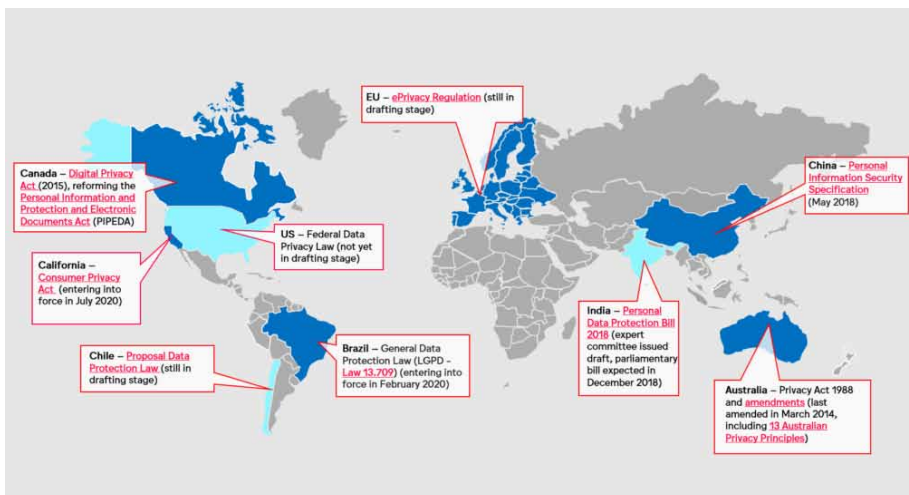 EU – ePrivacy Regulation (still in
drafting stage)
Canada – Digital Privacy
Act (2015), reforming the
Personal Information and
Protection and Electronic
Documents Act (PIPEDA)
China – Personal
Information Security
Specification
(May 2018)
US – Federal Data
Privacy Law (not yet
in drafting stage)
California –
Consumer Privacy
Act (entering into
force in July 2020)
India – Personal
Data Protection Bill
2018 (expert
committee issued
draft, parliamentary
bill expected in
December 2018)
Chile – Proposal Data
Protection Law (still in
drafting stage)
Brazil – General Data
Protection Law (LGPD –
Law 13.709) (entering into
force in February 2020)
Australia – Privacy Act 1988
and amendments (last
amended in March 2014,
including 13 Australian
Privacy Principles)